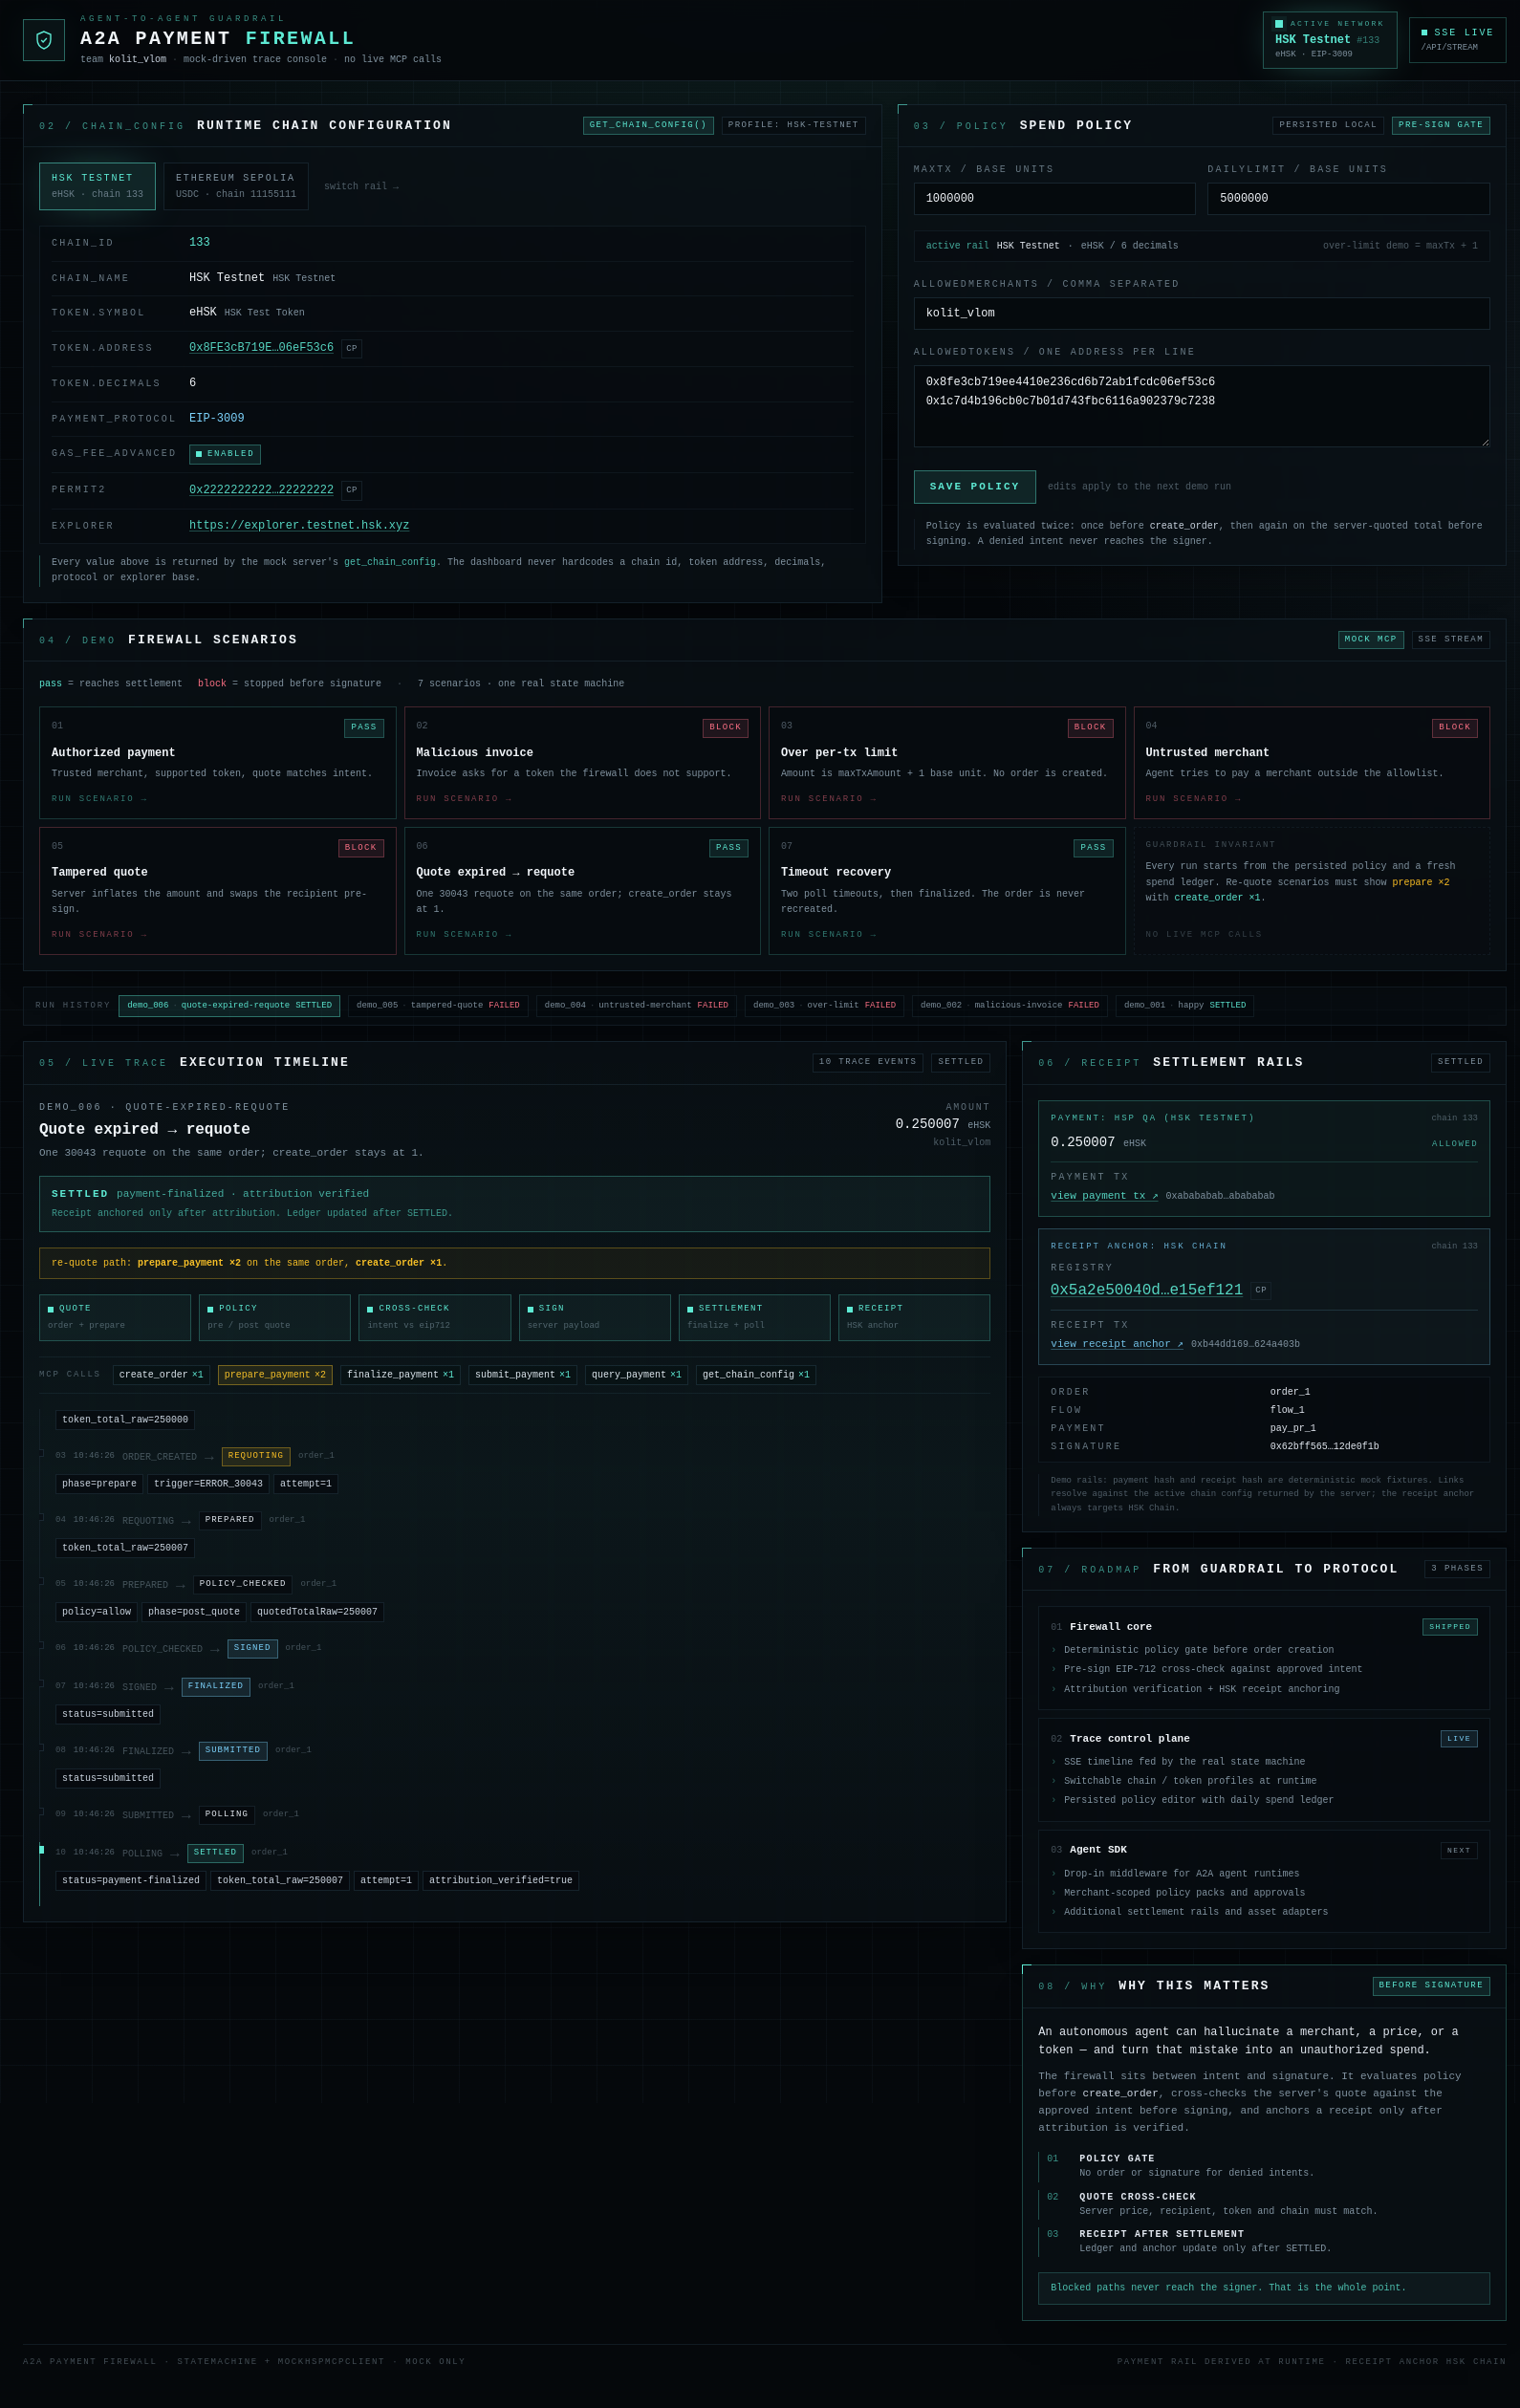 AGENT-TO-AGENT GUARDRAIL
A2A PAYMENT FIREWALL
team kolit_vlom · mock-driven trace console · no live MCP calls
ACTIVE NETWORK
HSK Testnet #133
eHSK · EIP-3009
SSE LIVE
/API/STREAM
02 / CHAIN_CONFIG RUNTIME CHAIN CONFIGURATION
GET_CHAIN_CONFIG() PROFILE: HSK-TESTNET
HSK TESTNET
eHSK · chain 133
ETHEREUM SEPOLIA
USDC · chain 11155111
switch rail →
CHAIN_ID 133
CHAIN_NAME HSK Testnet HSK Testnet
TOKEN.SYMBOL eHSK HSK Test Token
TOKEN.ADDRESS 0x8FE3cB719E…06eF53c6 CP
TOKEN.DECIMALS 6
PAYMENT_PROTOCOL EIP-3009
GAS_FEE_ADVANCED ENABLED
PERMIT2 0x2222222222…22222222 CP
EXPLORER https://explorer.testnet.hsk.xyz
Every value above is returned by the mock server's get_chain_config. The dashboard never hardcodes a chain id, token address, decimals,
protocol or explorer base.
03 / POLICY SPEND POLICY
PERSISTED LOCAL PRE-SIGN GATE
MAXTX / BASE UNITS
1000000
DAILYLIMIT / BASE UNITS
5000000
active rail HSK Testnet · eHSK / 6 decimals over-limit demo = maxTx + 1
ALLOWEDMERCHANTS / COMMA SEPARATED
kolit_vlom
ALLOWEDTOKENS / ONE ADDRESS PER LINE
0x8fe3cb719ee4410e236cd6b72ab1fcdc06ef53c6
0x1c7d4b196cb0c7b01d743fbc6116a902379c7238
SAVE POLICY edits apply to the next demo run
Policy is evaluated twice: once before create_order, then again on the server-quoted total before
signing. A denied intent never reaches the signer.
04 / DEMO FIREWALL SCENARIOS
MOCK MCP SSE STREAM
pass = reaches settlement block = stopped before signature · 7 scenarios · one real state machine
01 PASS
Authorized payment
Trusted merchant, supported token, quote matches intent.
RUN SCENARIO →
02 BLOCK
Malicious invoice
Invoice asks for a token the firewall does not support.
RUN SCENARIO →
03 BLOCK
Over per-tx limit
Amount is maxTxAmount + 1 base unit. No order is created.
RUN SCENARIO →
04 BLOCK
Untrusted merchant
Agent tries to pay a merchant outside the allowlist.
RUN SCENARIO →
05 BLOCK
Tampered quote
Server inflates the amount and swaps the recipient pre-
sign.
RUN SCENARIO →
06 PASS
Quote expired → requote
One 30043 requote on the same order; create_order stays
at 1.
RUN SCENARIO →
07 PASS
Timeout recovery
Two poll timeouts, then finalized. The order is never
recreated.
RUN SCENARIO →
GUARDRAIL INVARIANT
Every run starts from the persisted policy and a fresh
spend ledger. Re-quote scenarios must show prepare ×2
with create_order ×1.
NO LIVE MCP CALLS
RUN HISTORY demo_006 · quote-expired-requote SETTLED demo_005 · tampered-quote FAILED demo_004 · untrusted-merchant FAILED demo_003 · over-limit FAILED demo_002 · malicious-invoice FAILED demo_001 · happy SETTLED
05 / LIVE TRACE EXECUTION TIMELINE
10 TRACE EVENTS SETTLED
DEMO_006 · QUOTE-EXPIRED-REQUOTE
Quote expired → requote
One 30043 requote on the same order; create_order stays at 1.
AMOUNT
0.250007 eHSK
kolit_vlom
SETTLED payment-finalized · attribution verified
Receipt anchored only after attribution. Ledger updated after SETTLED.
re-quote path: prepare_payment ×2 on the same order, create_order ×1.
QUOTE
order + prepare
POLICY
pre / post quote
CROSS-CHECK
intent vs eip712
SIGN
server payload
SETTLEMENT
finalize + poll
RECEIPT
HSK anchor
MCP CALLS create_order ×1 prepare_payment ×2 finalize_payment ×1 submit_payment ×1 query_payment ×1 get_chain_config ×1
token_total_raw=250000
03 10:46:26 ORDER_CREATED → REQUOTING order_1
phase=prepare trigger=ERROR_30043 attempt=1
04 10:46:26 REQUOTING → PREPARED order_1
token_total_raw=250007
05 10:46:26 PREPARED → POLICY_CHECKED order_1
policy=allow phase=post_quote quotedTotalRaw=250007
06 10:46:26 POLICY_CHECKED → SIGNED order_1
07 10:46:26 SIGNED → FINALIZED order_1
status=submitted
08 10:46:26 FINALIZED → SUBMITTED order_1
status=submitted
09 10:46:26 SUBMITTED → POLLING order_1
10 10:46:26 POLLING → SETTLED order_1
status=payment-finalized token_total_raw=250007 attempt=1 attribution_verified=true
06 / RECEIPT SETTLEMENT RAILS
SETTLED
PAYMENT: HSP QA (HSK TESTNET) chain 133
0.250007 eHSK ALLOWED
PAYMENT TX
view payment tx ↗ 0xabababab…abababab
RECEIPT ANCHOR: HSK CHAIN chain 133
REGISTRY
0x5a2e50040d…e15ef121 CP
RECEIPT TX
view receipt anchor ↗ 0xb44dd169…624a403b
ORDER order_1
FLOW flow_1
PAYMENT pay_pr_1
SIGNATURE 0x62bff565…12de0f1b
Demo rails: payment hash and receipt hash are deterministic mock fixtures. Links
resolve against the active chain config returned by the server; the receipt anchor
always targets HSK Chain.
07 / ROADMAP FROM GUARDRAIL TO PROTOCOL
3 PHASES
01 Firewall core SHIPPED
› Deterministic policy gate before order creation
› Pre-sign EIP-712 cross-check against approved intent
› Attribution verification + HSK receipt anchoring
02 Trace control plane LIVE
› SSE timeline fed by the real state machine
› Switchable chain / token profiles at runtime
› Persisted policy editor with daily spend ledger
03 Agent SDK NEXT
› Drop-in middleware for A2A agent runtimes
› Merchant-scoped policy packs and approvals
› Additional settlement rails and asset adapters
08 / WHY WHY THIS MATTERS
BEFORE SIGNATURE
An autonomous agent can hallucinate a merchant, a price, or a
token — and turn that mistake into an unauthorized spend.
The firewall sits between intent and signature. It evaluates policy
before create_order, cross-checks the server's quote against the
approved intent before signing, and anchors a receipt only after
attribution is verified.
01 POLICY GATE
No order or signature for denied intents.
02 QUOTE CROSS-CHECK
Server price, recipient, token and chain must match.
03 RECEIPT AFTER SETTLEMENT
Ledger and anchor update only after SETTLED.
Blocked paths never reach the signer. That is the whole point.
A2A PAYMENT FIREWALL · STATEMACHINE + MOCKHSPMCPCLIENT · MOCK ONLY
PAYMENT RAIL DERIVED AT RUNTIME · RECEIPT ANCHOR HSK CHAIN